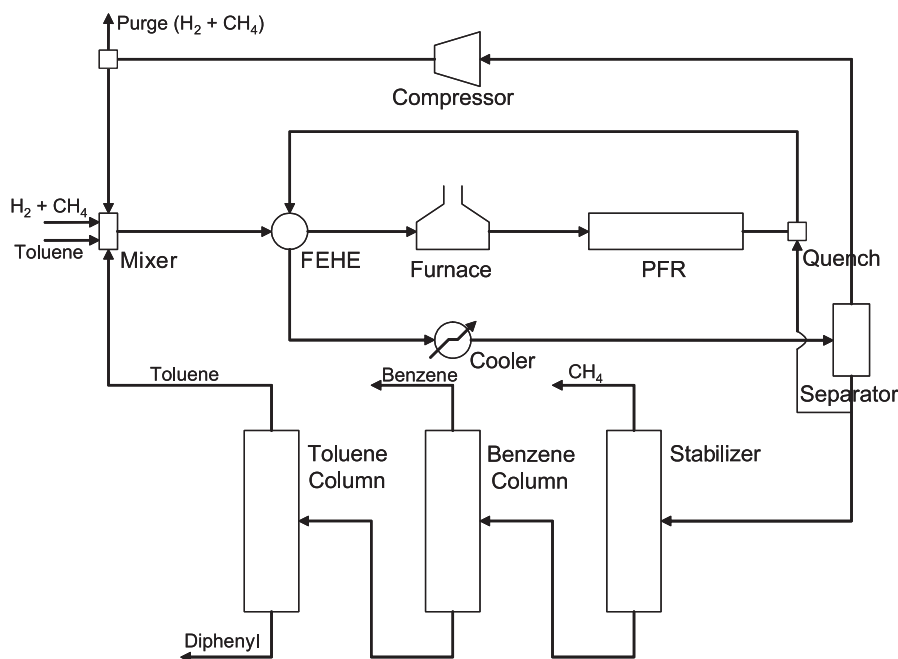 Purge (H₂ + CH₄)
Compressor
H₂ + CH₄
Toluene
Mixer
FEHE
Furnace
PFR
Quench
Cooler
Separator
Toluene
Benzene
CH₄
Toluene
Column
Benzene
Column
Stabilizer
Diphenyl